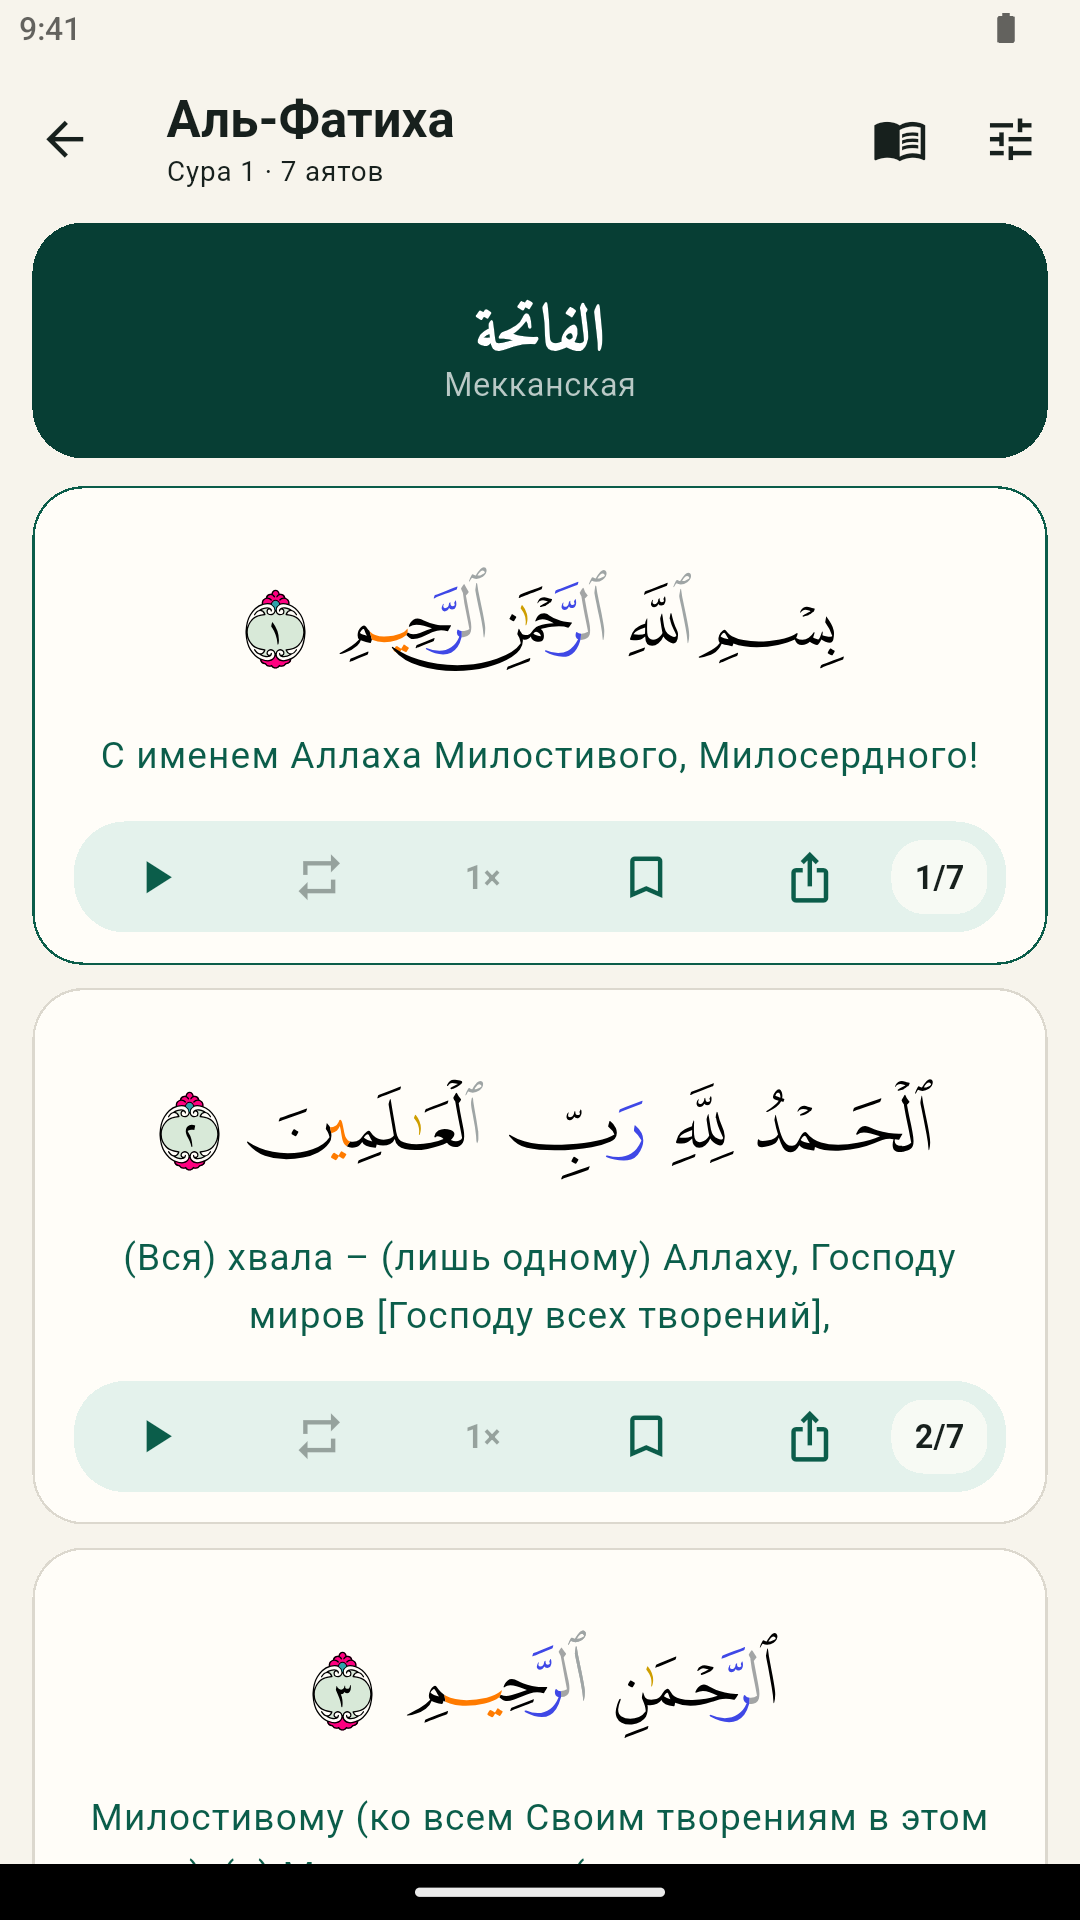 9:41
Аль-Фатиха
Сура 1 · 7 аятов
الفاتحة
Мекканская
بِسْمِ ٱللَّهِ ٱلرَّحْمَٰنِ ٱلرَّحِيمِ ١
С именем Аллаха Милостивого, Милосердного!
1×
1/7
ٱلْحَمْدُ لِلَّهِ رَبِّ ٱلْعَٰلَمِينَ ٢
(Вся) хвала – (лишь одному) Аллаху, Господу
миров [Господу всех творений],
1×
2/7
ٱلرَّحْمَٰنِ ٱلرَّحِيمِ ٣
Милостивому (ко всем Своим творениям в этом